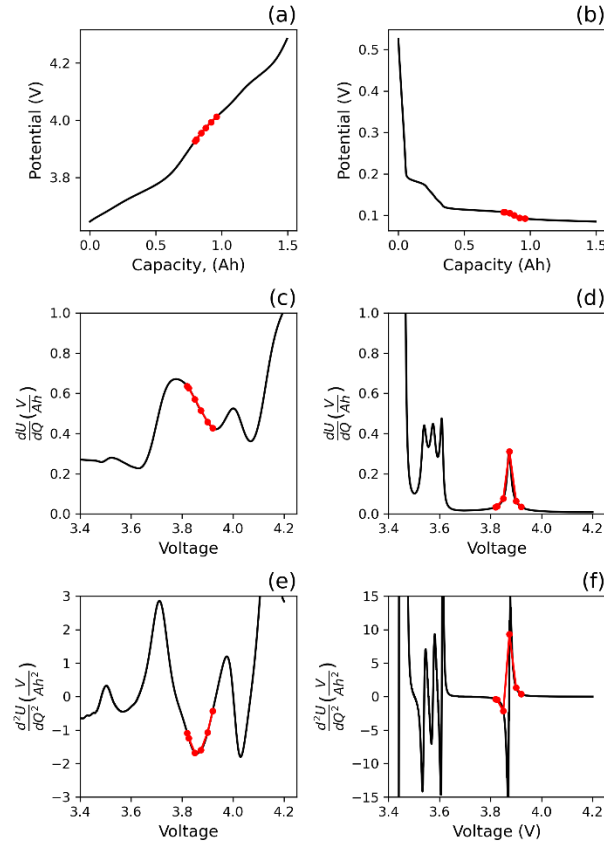 (a)
(b)
Potential (V)
4.2
4.0
3.8
0.0 0.5 1.0 1.5
Capacity, (Ah)
Potential (V)
0.5
0.4
0.3
0.2
0.1
0.0 0.5 1.0 1.5
Capacity (Ah)
(c)
(d)
dU/dQ (V/Ah)
1.0
0.8
0.6
0.4
0.2
0.0
3.4 3.6 3.8 4.0 4.2
Voltage
dU/dQ (V/Ah)
1.0
0.8
0.6
0.4
0.2
0.0
3.4 3.6 3.8 4.0 4.2
Voltage
(e)
(f)
d²U/dQ² (V/Ah²)
3
2
1
0
−1
−2
−3
3.4 3.6 3.8 4.0 4.2
Voltage
d²U/dQ² (V/Ah²)
15
10
5
0
−5
−10
−15
3.4 3.6 3.8 4.0 4.2
Voltage (V)